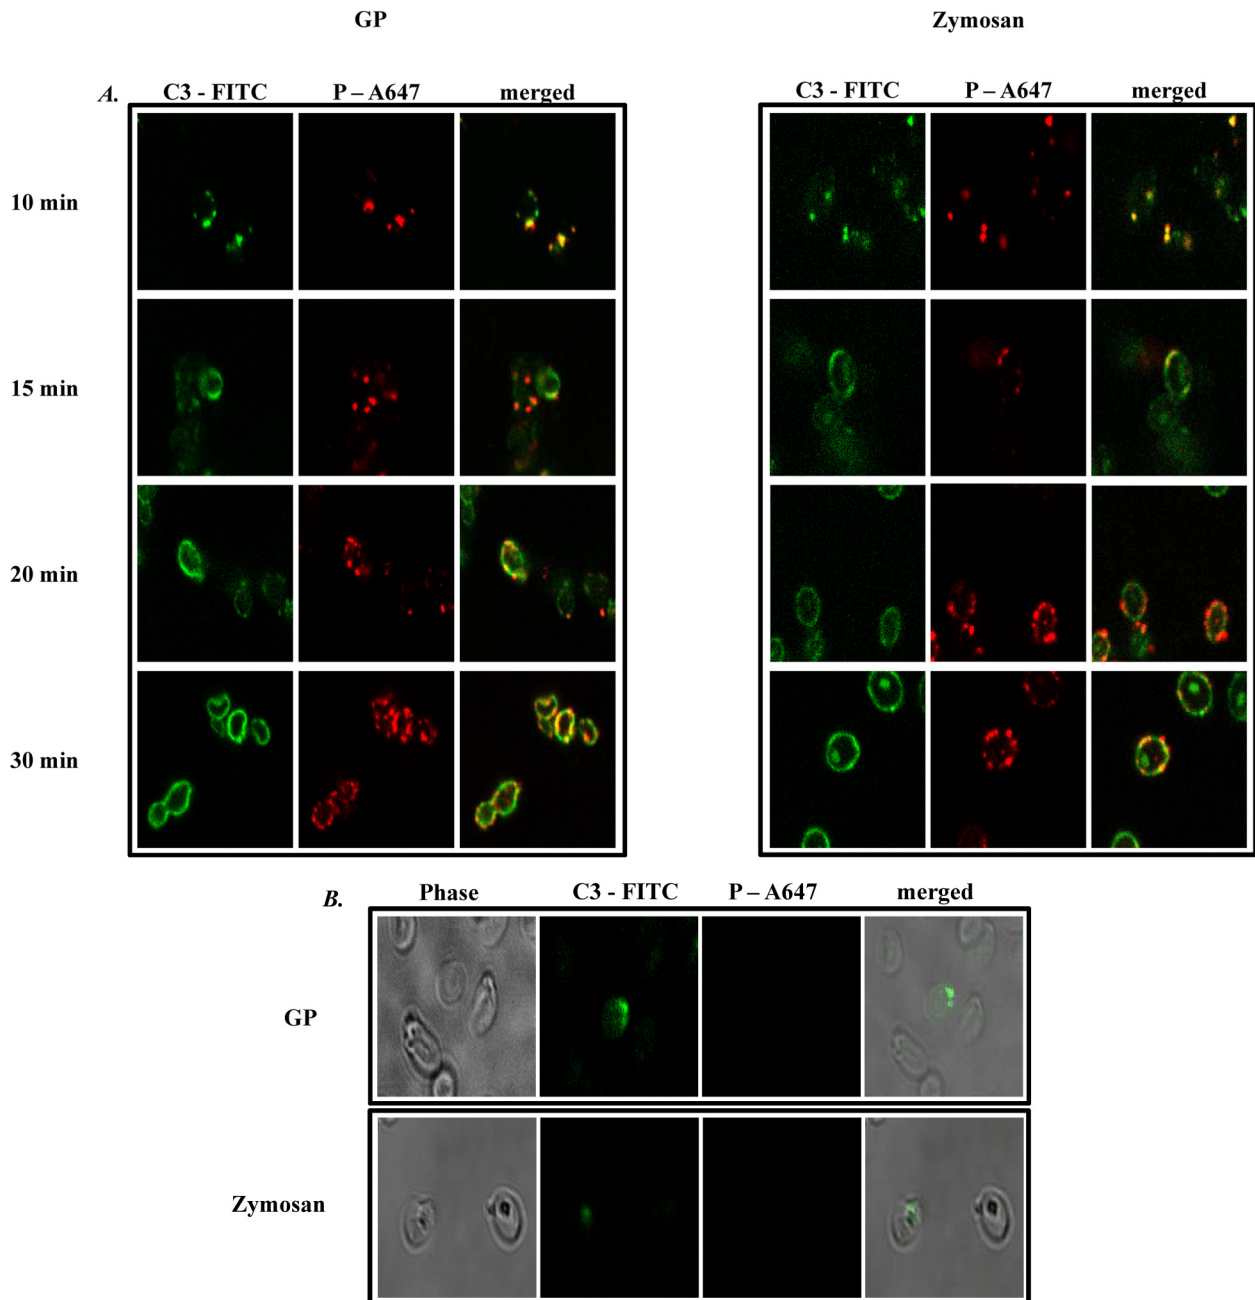 GP Zymosan
A. C3 - FITC P – A647 merged C3 - FITC P – A647 merged
10 min
15 min
20 min
30 min
B. Phase C3 - FITC P – A647 merged
GP
Zymosan